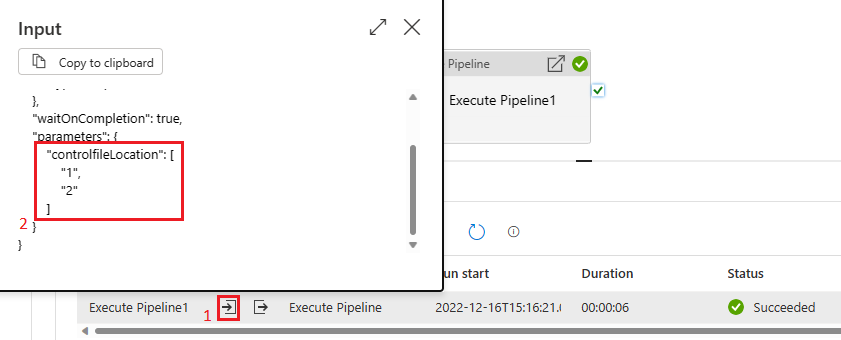 Input
Copy to clipboard
},
"waitOnCompletion": true,
"parameters": {
"controlfileLocation": [
"1",
"2"
]
2 }
}
Pipeline
Execute Pipeline1
un start Duration Status
Execute Pipeline1 1 Execute Pipeline 2022-12-16T15:16:21. 00:00:06 Succeeded